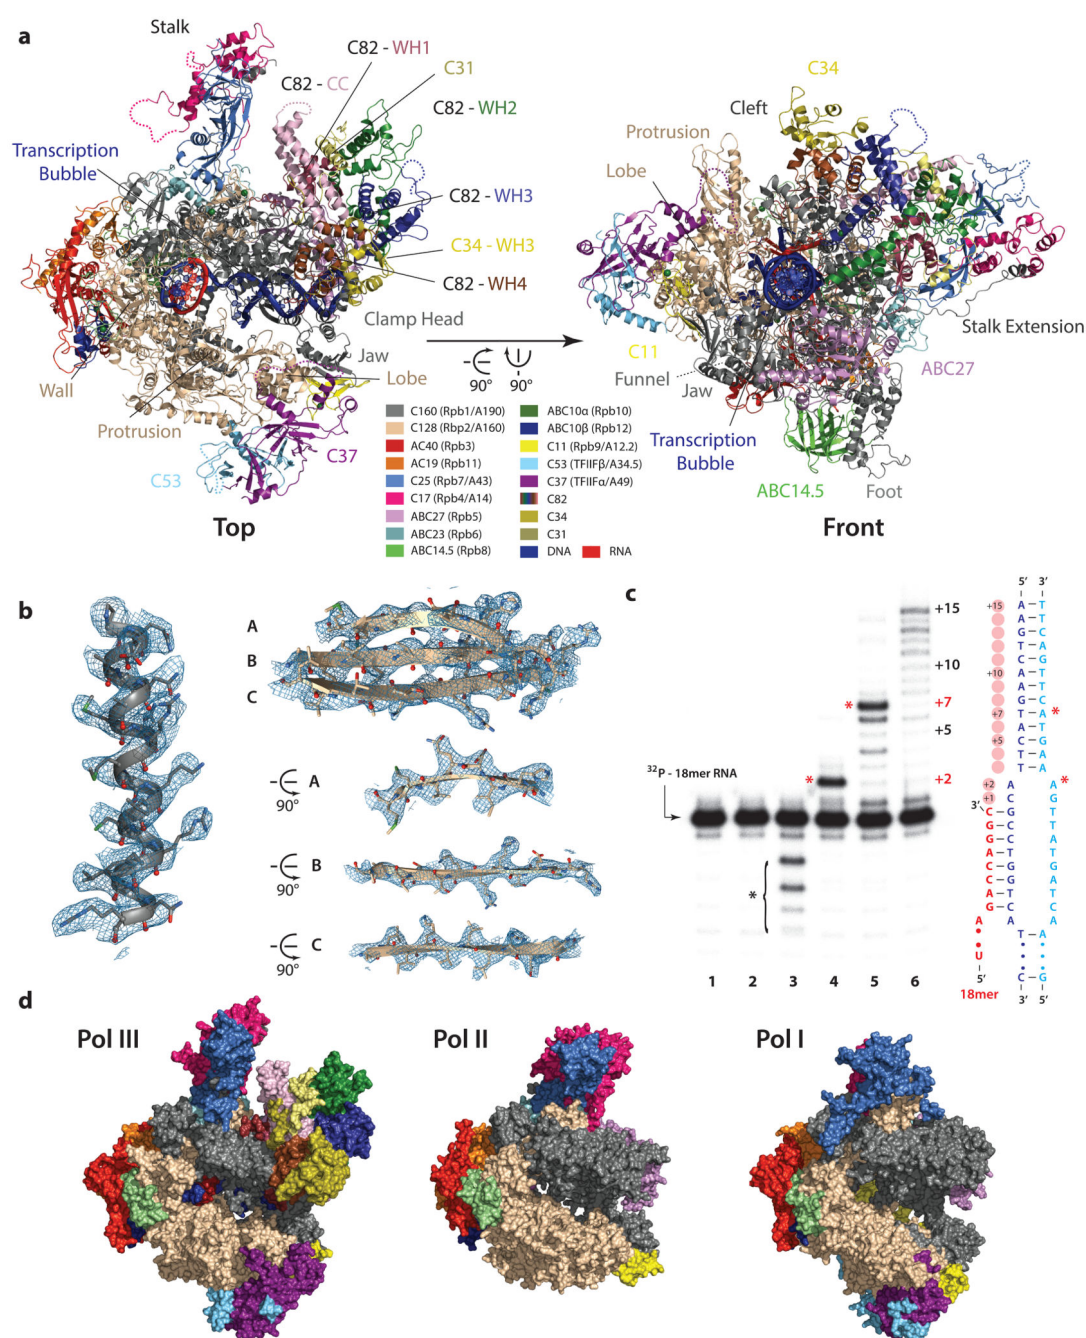 a
Stalk
C82 - WH1
C31
C82 - CC
C82 - WH2
Transcription
Bubble
C82 - WH3
C34 - WH3
C82 - WH4
Clamp Head
Jaw
Lobe
Wall
Protrusion
C37
C53
Top
90°
90°
C34
Cleft
Protrusion
Lobe
Stalk Extension
C11
Funnel
Jaw
ABC27
Transcription
Bubble
ABC14.5
Foot
Front
C160 (Rpb1/A190)
C128 (Rpb2/A160)
AC40 (Rpb3)
AC19 (Rpb11)
C25 (Rpb7/A43)
C17 (Rpb4/A14)
ABC27 (Rpb5)
ABC23 (Rpb6)
ABC14.5 (Rpb8)
ABC10α (Rpb10)
ABC10β (Rpb12)
C11 (Rpb9/A12.2)
C53 (TFIIFβ/A34.5)
C37 (TFIIFα/A49)
C82
C34
C31
DNA RNA
b
A
B
C
90° A
90° B
90° C
c
+15
+10
+7
+5
+2
*
*
*
32P - 18mer RNA
1 2 3 4 5 6
5' 3'
+15 A – T
A – T
G – C
T – A
C – G
+10 A – T
A – T
G – C
+7 T – A *
A – T
+5 C – G
T – A
T – A
+2 A A *
+1 C G
3' C – G T
G – C T
G – C A
A – T T
C – G G
C – G A
A – T T
G – C C
A A A
T – A
U
C – G
5' 3' 5'
18mer
d
Pol III
Pol II
Pol I